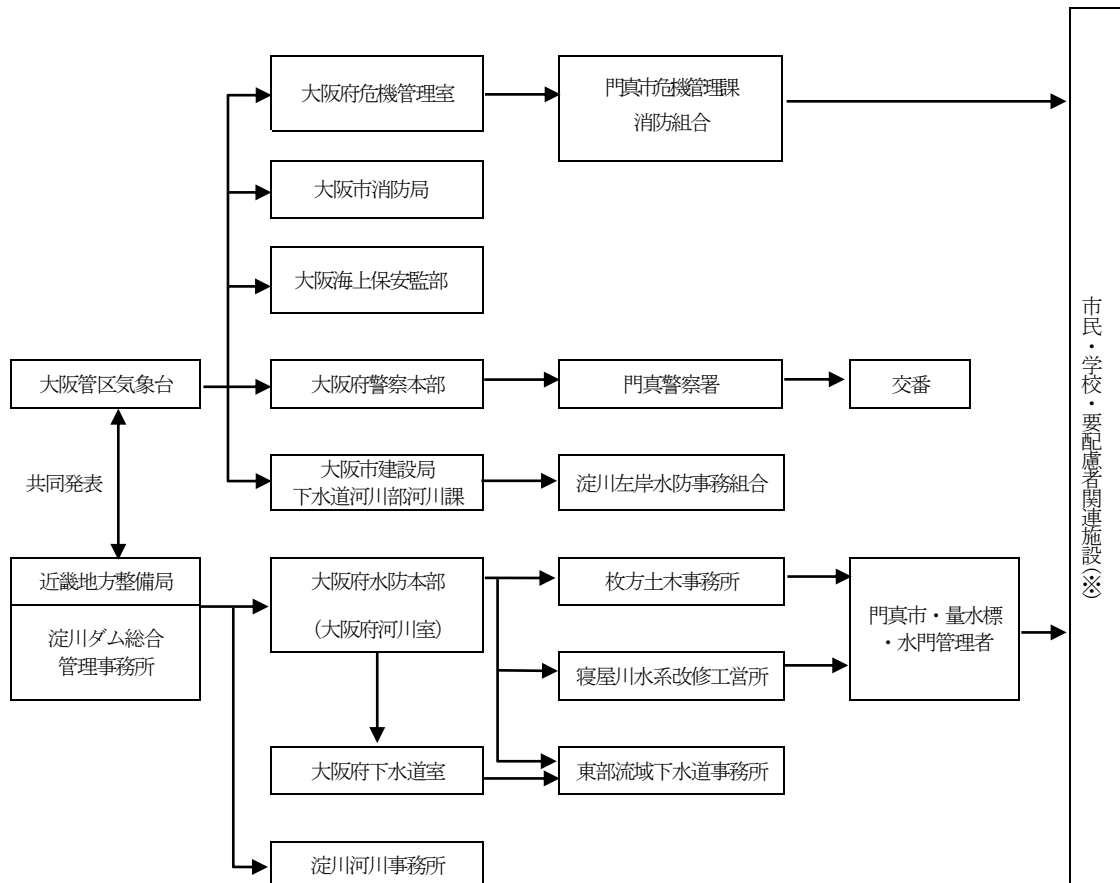 大阪府危機管理室
門真市危機管理課
消防組合
大阪市消防局
大阪海上保安監部
大阪管区気象台
大阪府警察本部
門真警察署
交番
共同発表
大阪市建設局
下水道河川部河川課
淀川左岸水防事務組合
近畿地方整備局
淀川ダム総合
管理事務所
大阪府水防本部
(大阪府河川室)
枚方土木事務所
寝屋川水系改修工営所
門真市・量水標
・水門管理者
大阪府下水道室
東部流域下水道事務所
淀川河川事務所
市民・学校・要配慮者関連施設(※)